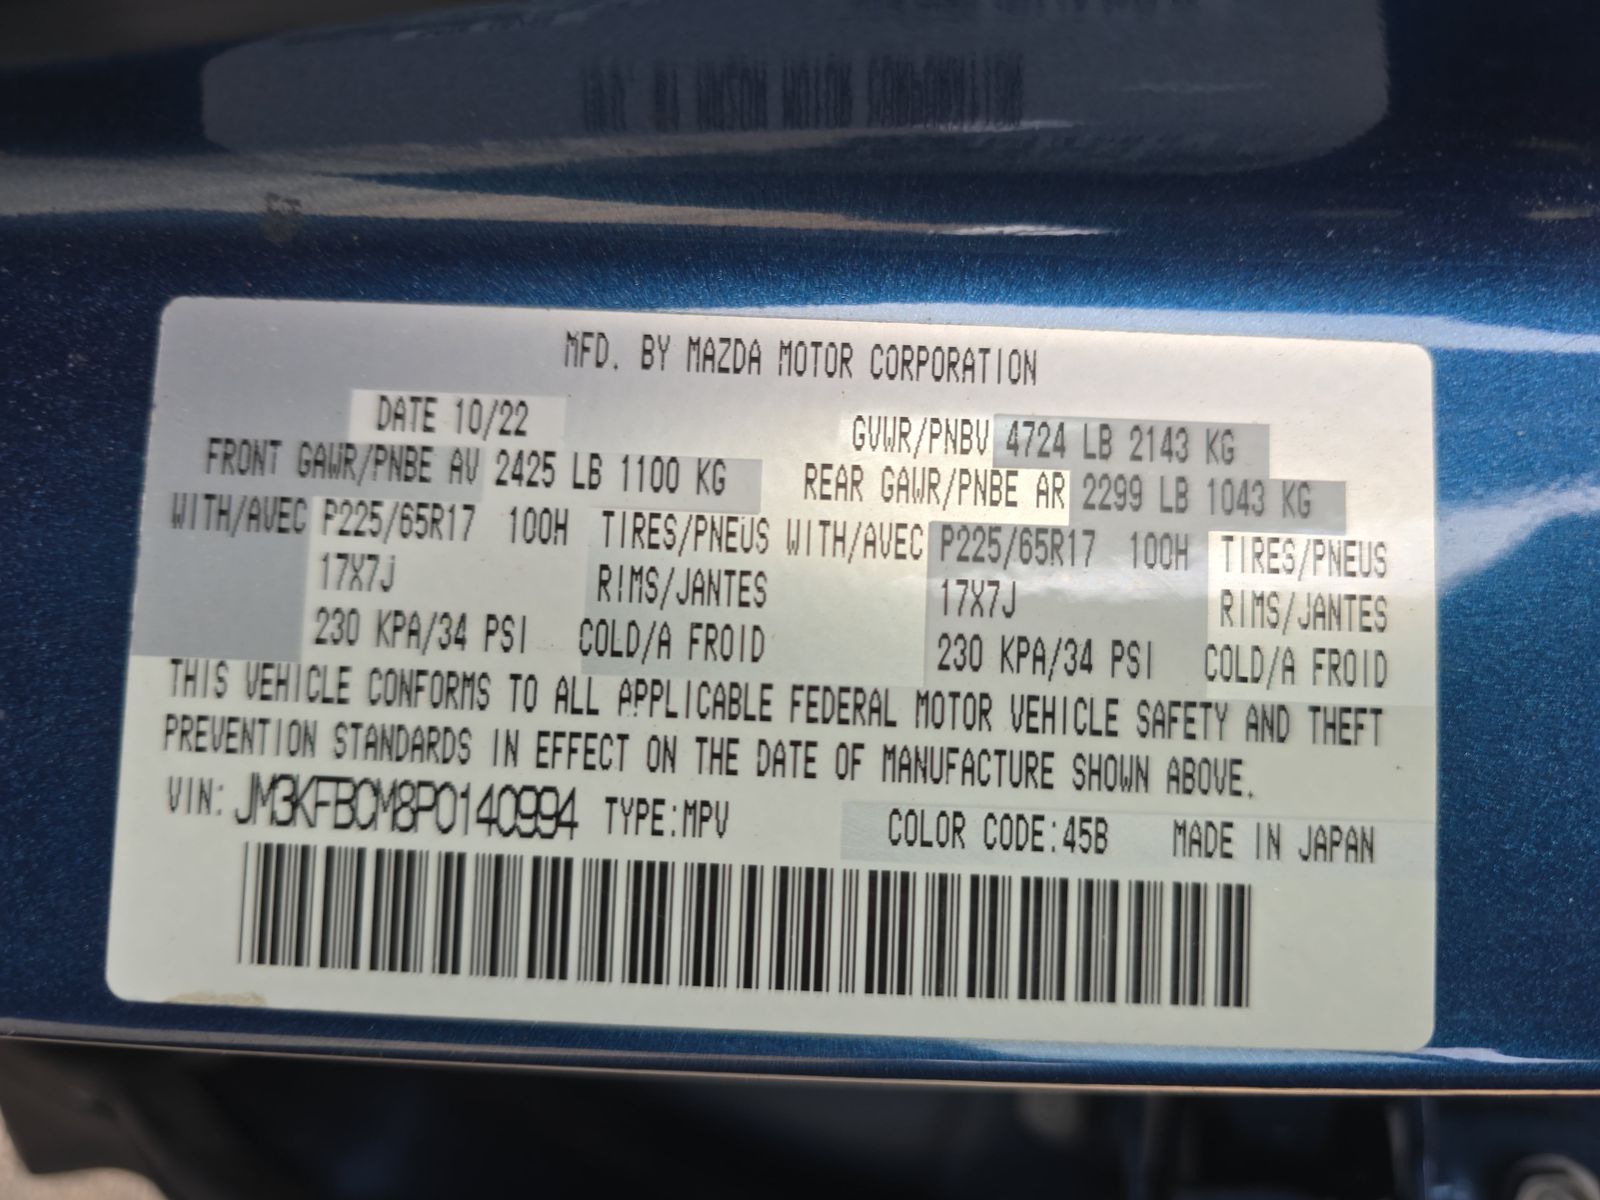 MFD. BY MAZDA MOTOR CORPORATION
DATE 10/22 GVWR/PNBV 4724 LB 2143 KG
FRONT GAWR/PNBE AV 2425 LB 1100 KG REAR GAWR/PNBE AR 2299 LB 1043 KG
WITH/AVEC P225/65R17 100H TIRES/PNEUS WITH/AVEC P225/65R17 100H TIRES/PNEUS
17X7J RIMS/JANTES 17X7J RIMS/JANTES
230 KPA/34 PSI COLD/A FROID 230 KPA/34 PSI COLD/A FROID
THIS VEHICLE CONFORMS TO ALL APPLICABLE FEDERAL MOTOR VEHICLE SAFETY AND THEFT
PREVENTION STANDARDS IN EFFECT ON THE DATE OF MANUFACTURE SHOWN ABOVE.
VIN: JM3KFBCM8P0140994 TYPE:MPV COLOR CODE:45B MADE IN JAPAN